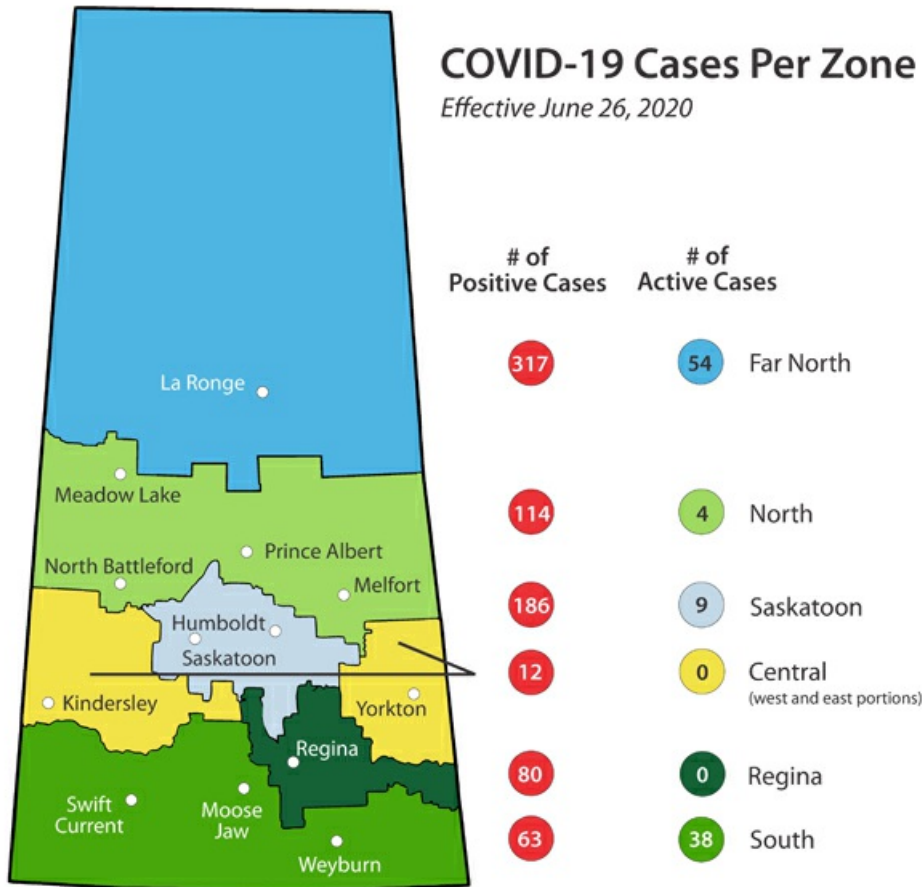 COVID-19 Cases Per Zone
Effective June 26, 2020
# of
Positive Cases
# of
Active Cases
317
54
Far North
114
4
North
186
9
Saskatoon
12
0
Central
(west and east portions)
80
0
Regina
63
38
South
La Ronge
Meadow Lake
Prince Albert
North Battleford
Melfort
Humboldt
Saskatoon
Kindersley
Yorkton
Regina
Swift
Current
Moose
Jaw
Weyburn